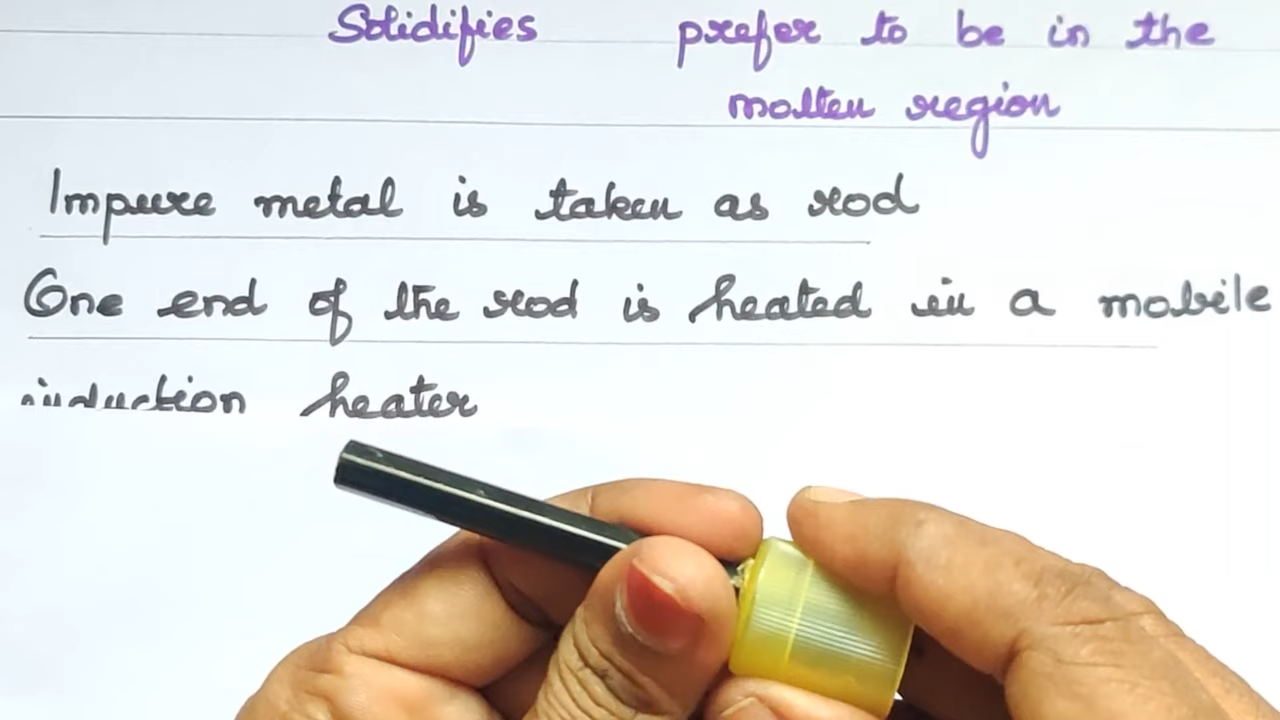 Solidifies prefer to be in the
molten region
Impure metal is taken as rod
One end of the rod is heated in a mobile
induction heater